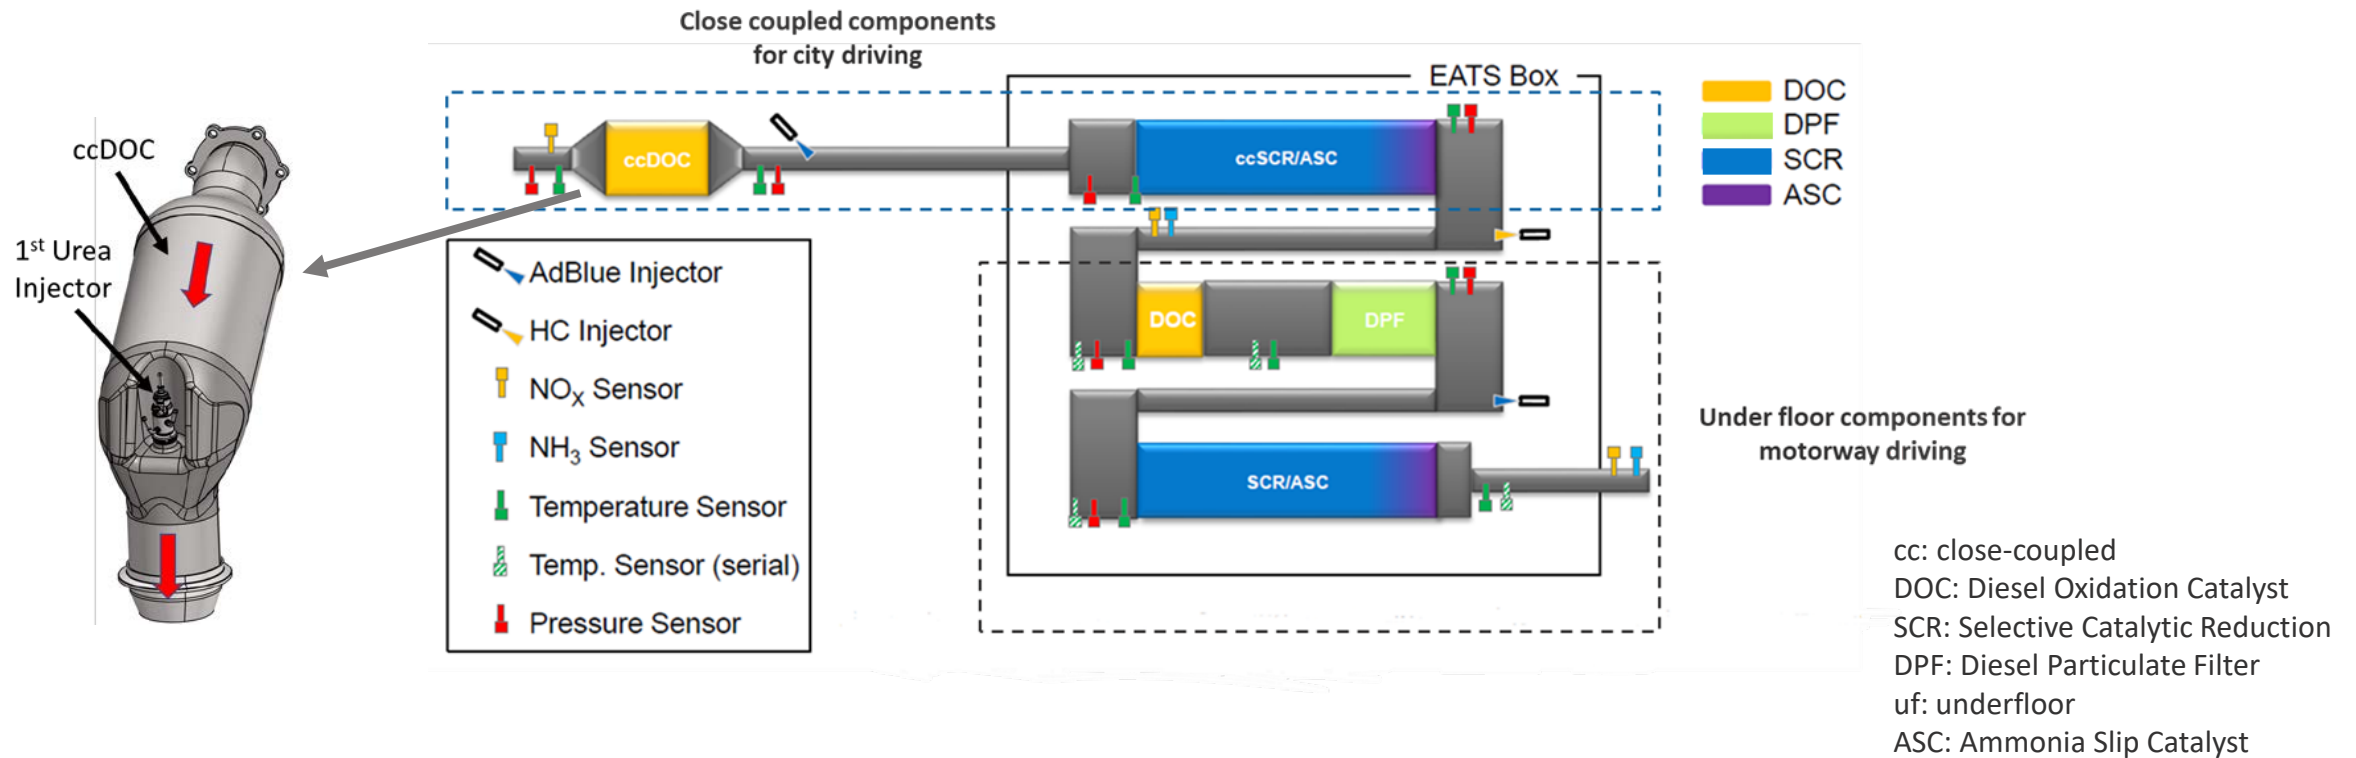 Close coupled components
for city driving
EATS Box
ccDOC
1st Urea
Injector
ccDOC
ccSCR/ASC
DOC
DPF
SCR
ASC
AdBlue Injector
HC Injector
NOX Sensor
NH3 Sensor
Temperature Sensor
Temp. Sensor (serial)
Pressure Sensor
DOC
DPF
SCR/ASC
Under floor components for
motorway driving
cc: close-coupled
DOC: Diesel Oxidation Catalyst
SCR: Selective Catalytic Reduction
DPF: Diesel Particulate Filter
uf: underfloor
ASC: Ammonia Slip Catalyst